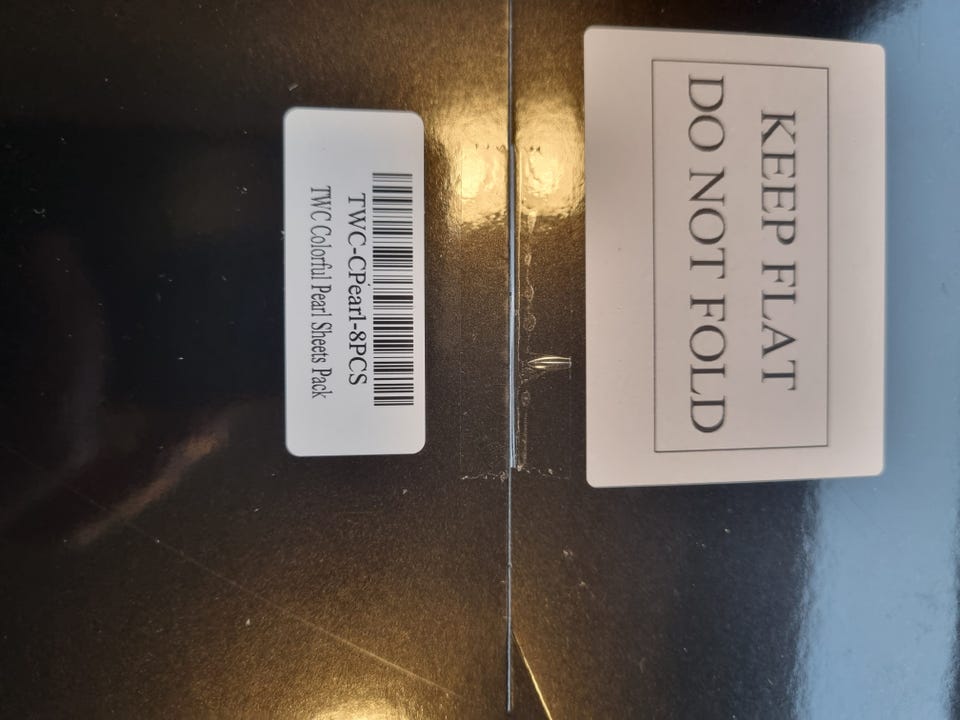 KEEP FLAT
DO NOT FOLD
TWC-CPearl-8PCS
TWC Colorful Pearl Sheets Pack